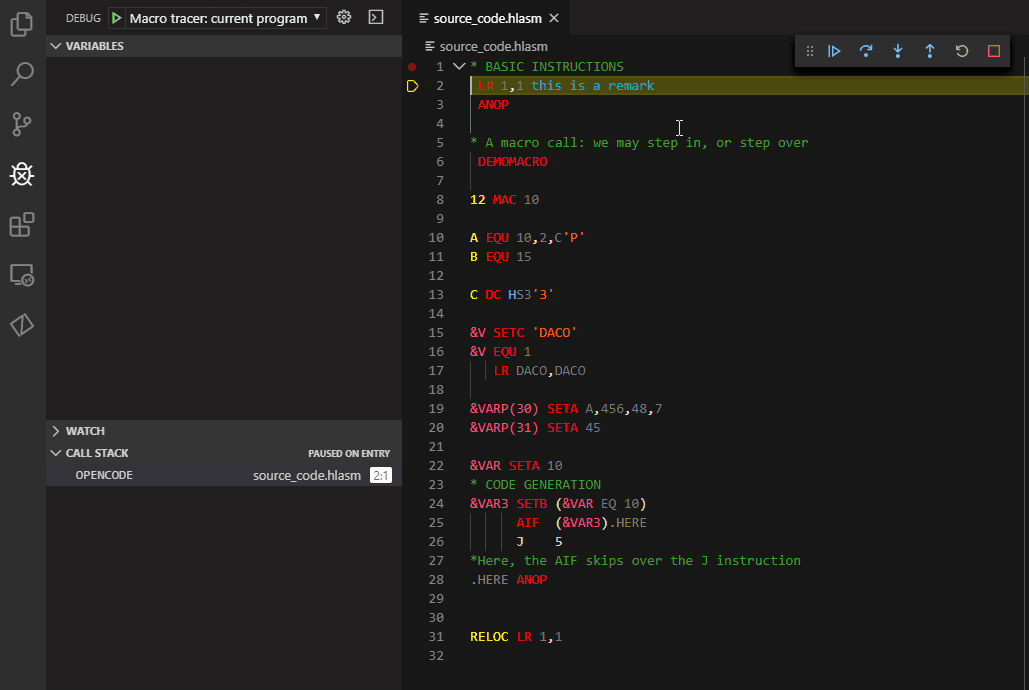 DEBUG Macro tracer: current program
VARIABLES
WATCH
CALL STACK PAUSED ON ENTRY
OPENCODE source_code.hlasm 2:1
source_code.hlasm
source_code.hlasm
1 * BASIC INSTRUCTIONS
2 LR 1,1 this is a remark
3 ANOP
4
5 * A macro call: we may step in, or step over
6 DEMOMACRO
7
8 12 MAC 10
9
10 A EQU 10,2,C'P'
11 B EQU 15
12
13 C DC HS3'3'
14
15 &V SETC 'DACO'
16 &V EQU 1
17 LR DACO,DACO
18
19 &VARP(30) SETA A,456,48,7
20 &VARP(31) SETA 45
21
22 &VAR SETA 10
23 * CODE GENERATION
24 &VAR3 SETB (&VAR EQ 10)
25 AIF (&VAR3).HERE
26 J 5
27 *Here, the AIF skips over the J instruction
28 .HERE ANOP
29
30
31 RELOC LR 1,1
32